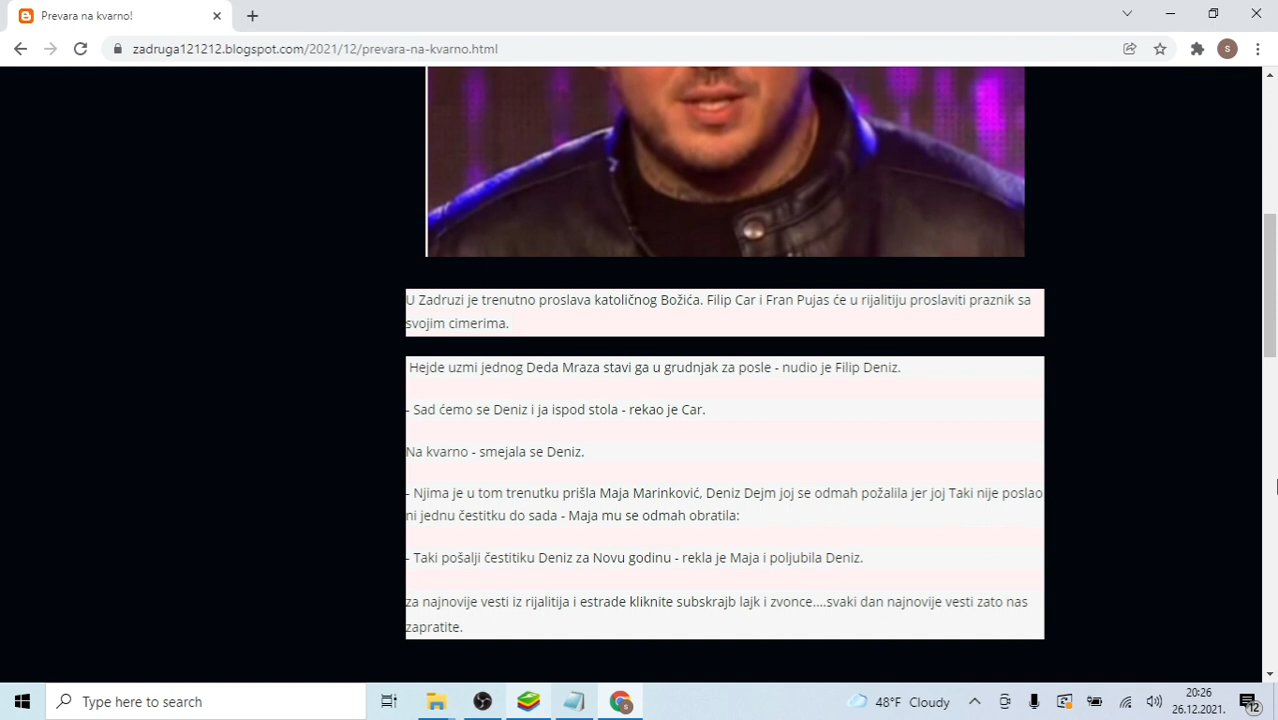 Prevara na kvarno!
zadruga121212.blogspot.com/2021/12/prevara-na-kvarno.html
S
U Zadruzi je trenutno proslava katoličnog Božića. Filip Car i Fran Pujas će u rijalitiju proslaviti praznik sa
svojim cimerima.
Hejde uzmi jednog Deda Mraza stavi ga u grudnjak za posle - nudio je Filip Deniz.
- Sad ćemo se Deniz i ja ispod stola - rekao je Car.
Na kvarno - smejala se Deniz.
- Njima je u tom trenutku prišla Maja Marinković, Deniz Dejm joj se odmah požalila jer joj Taki nije poslao
ni jednu čestitku do sada - Maja mu se odmah obratila:
- Taki pošalji čestitiku Deniz za Novu godinu - rekla je Maja i poljubila Deniz.
za najnovije vesti iz rijalitija i estrade kliknite subskrajb lajk i zvonce....svaki dan najnovije vesti zato nas
zapratite.
Type here to search
S
48°F Cloudy
20:26
26.12.2021.
12